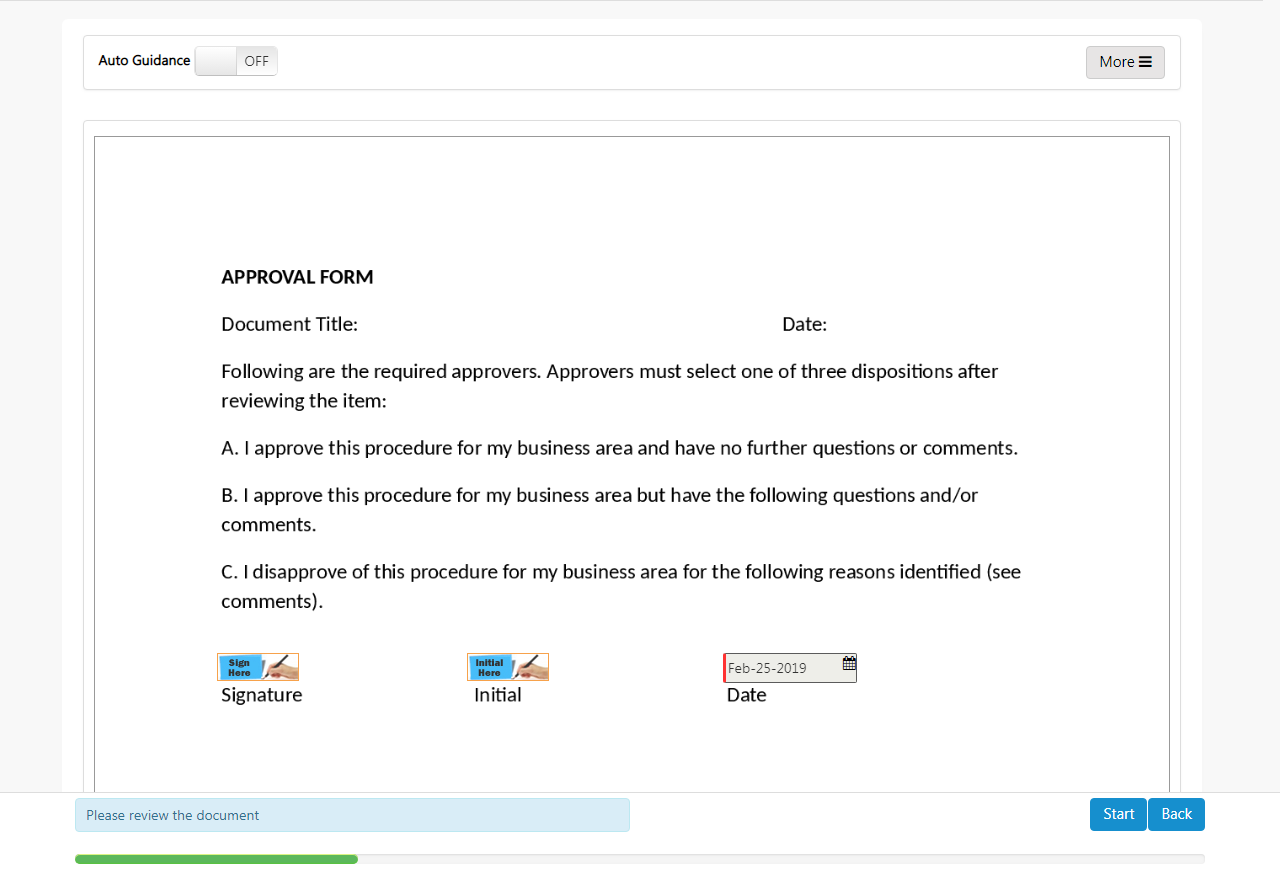 Auto Guidance OFF More
APPROVAL FORM
Document Title: Date:
Following are the required approvers. Approvers must select one of three dispositions after
reviewing the item:
A. I approve this procedure for my business area and have no further questions or comments.
B. I approve this procedure for my business area but have the following questions and/or
comments.
C. I disapprove of this procedure for my business area for the following reasons identified (see
comments).
Sign
Here
Initial
Here
Feb-25-2019
Signature Initial Date
Please review the document Start Back